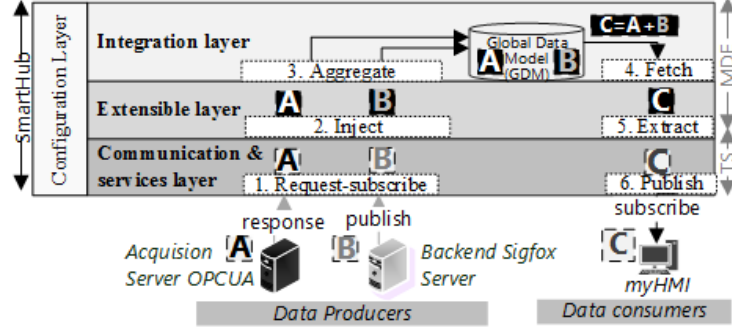 SmartHub
Configuration Layer
Integration layer
3. Aggregate
Global Data
Model
(GDM)
A
B
C=A+B
4. Fetch
MDE
Extensible layer
A
B
C
2. Inject
5. Extract
Communication &
services layer
A
B
C
1. Request-subscribe
6. Publish
TS
response
publish
subscribe
Acquision
Server OPCUA
A
B
Backend Sigfox
Server
C
myHMI
Data Producers
Data consumers